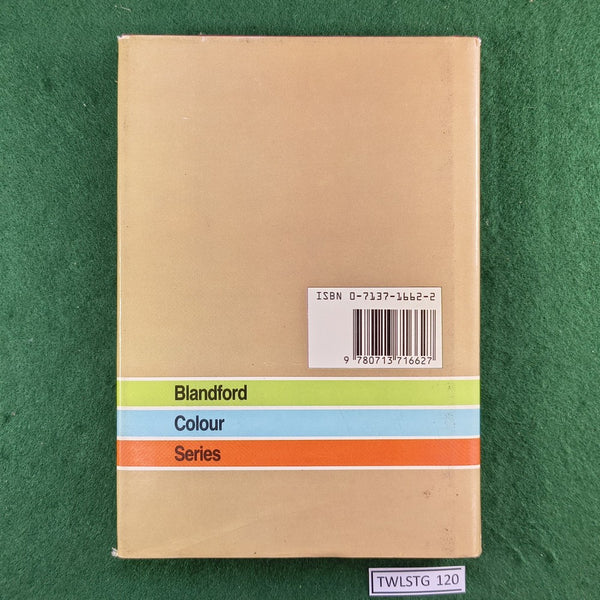 ISBN 0-7137-1662-2
9 780713 716627
Blandford
Colour
Series
TWLSTG 120